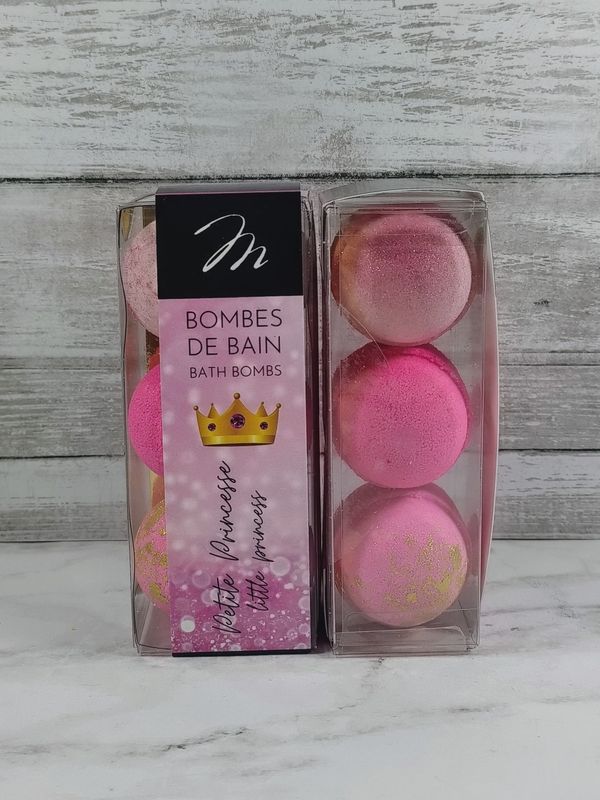 M
BOMBES
DE BAIN
BATH BOMBS
Petite Princesse
little princess